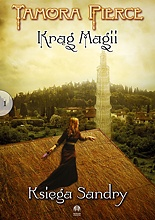 TAMORA PIERCE
Krąg Magii
1
Księga Sandry